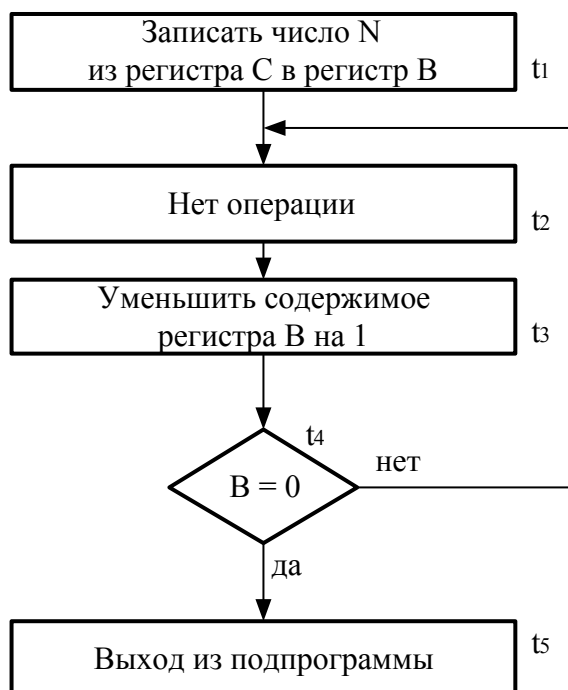 Записать число N
из регистра С в регистр В
t1
Нет операции
t2
Уменьшить содержимое
регистра В на 1
t3
t4
В = 0
нет
да
Выход из подпрограммы
t5